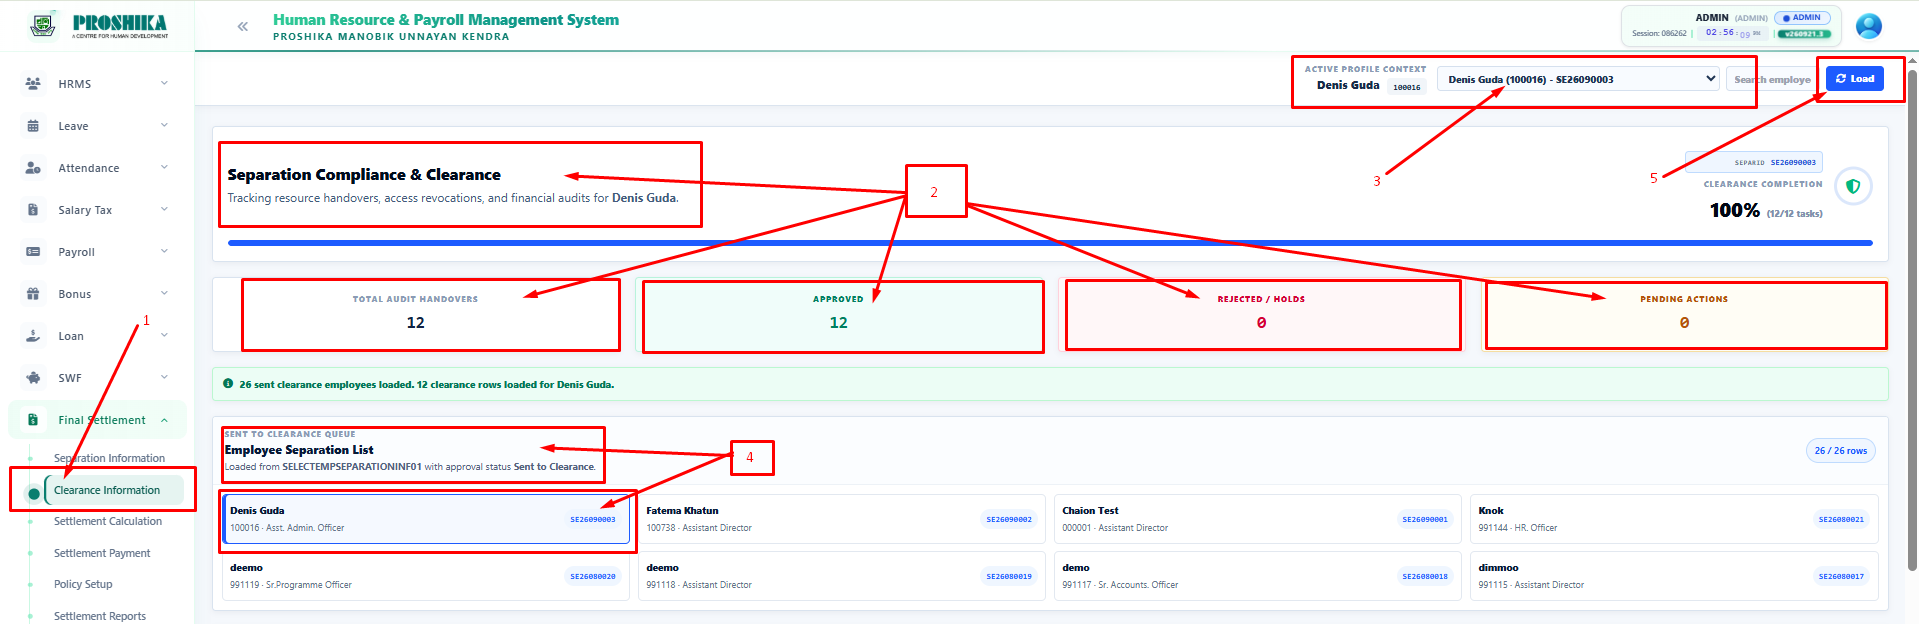 PROSHIKA
A CENTRE FOR HUMAN DEVELOPMENT
Human Resource & Payroll Management System
PROSHIKA MANOBIK UNNAYAN KENDRA
ADMIN (ADMIN) ADMIN
Session: 086262 | 02:56:09 PM | v260921.3
HRMS
Leave
Attendance
Salary Tax
Payroll
Bonus
Loan
SWF
Final Settlement
Separation Information
Clearance Information
Settlement Calculation
Settlement Payment
Policy Setup
Settlement Reports
1
ACTIVE PROFILE CONTEXT
Denis Guda 100016
Denis Guda (100016) - SE26090003
Search employe
Load
3
5
2
Separation Compliance & Clearance
Tracking resource handovers, access revocations, and financial audits for Denis Guda.
SEPARID SE26090003
CLEARANCE COMPLETION
100% (12/12 tasks)
TOTAL AUDIT HANDOVERS
12
APPROVED
12
REJECTED / HOLDS
0
PENDING ACTIONS
0
26 sent clearance employees loaded. 12 clearance rows loaded for Denis Guda.
SENT TO CLEARANCE QUEUE
Employee Separation List
Loaded from SELECTEMPSEPARATIONINF01 with approval status Sent to Clearance.
4
26 / 26 rows
Denis Guda
100016 · Asst. Admin. Officer
SE26090003
Fatema Khatun
100738 · Assistant Director
SE26090002
Chaion Test
000001 · Assistant Director
SE26090001
Knok
991144 · HR. Officer
SE26080021
deemo
991119 · Sr.Programme Officer
SE26080020
deemo
991118 · Assistant Director
SE26080019
demo
991117 · Sr. Accounts. Officer
SE26080018
dimmoo
991115 · Assistant Director
SE26080017